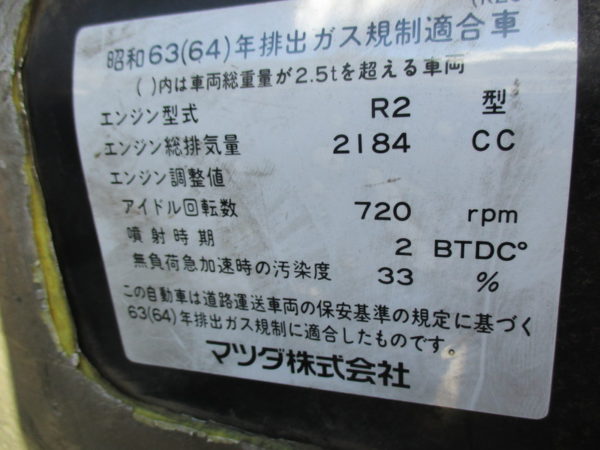 昭和63(64)年排出ガス規制適合車
( )内は車両総重量が2.5tを超える車両
エンジン型式 R2 型
エンジン総排気量 2184 CC
エンジン調整値
アイドル回転数 720 rpm
噴射時期 2 BTDC°
無負荷急加速時の汚染度 33 %
この自動車は道路運送車両の保安基準の規定に基づく
63(64)年排出ガス規制に適合したものです。
マツダ株式会社